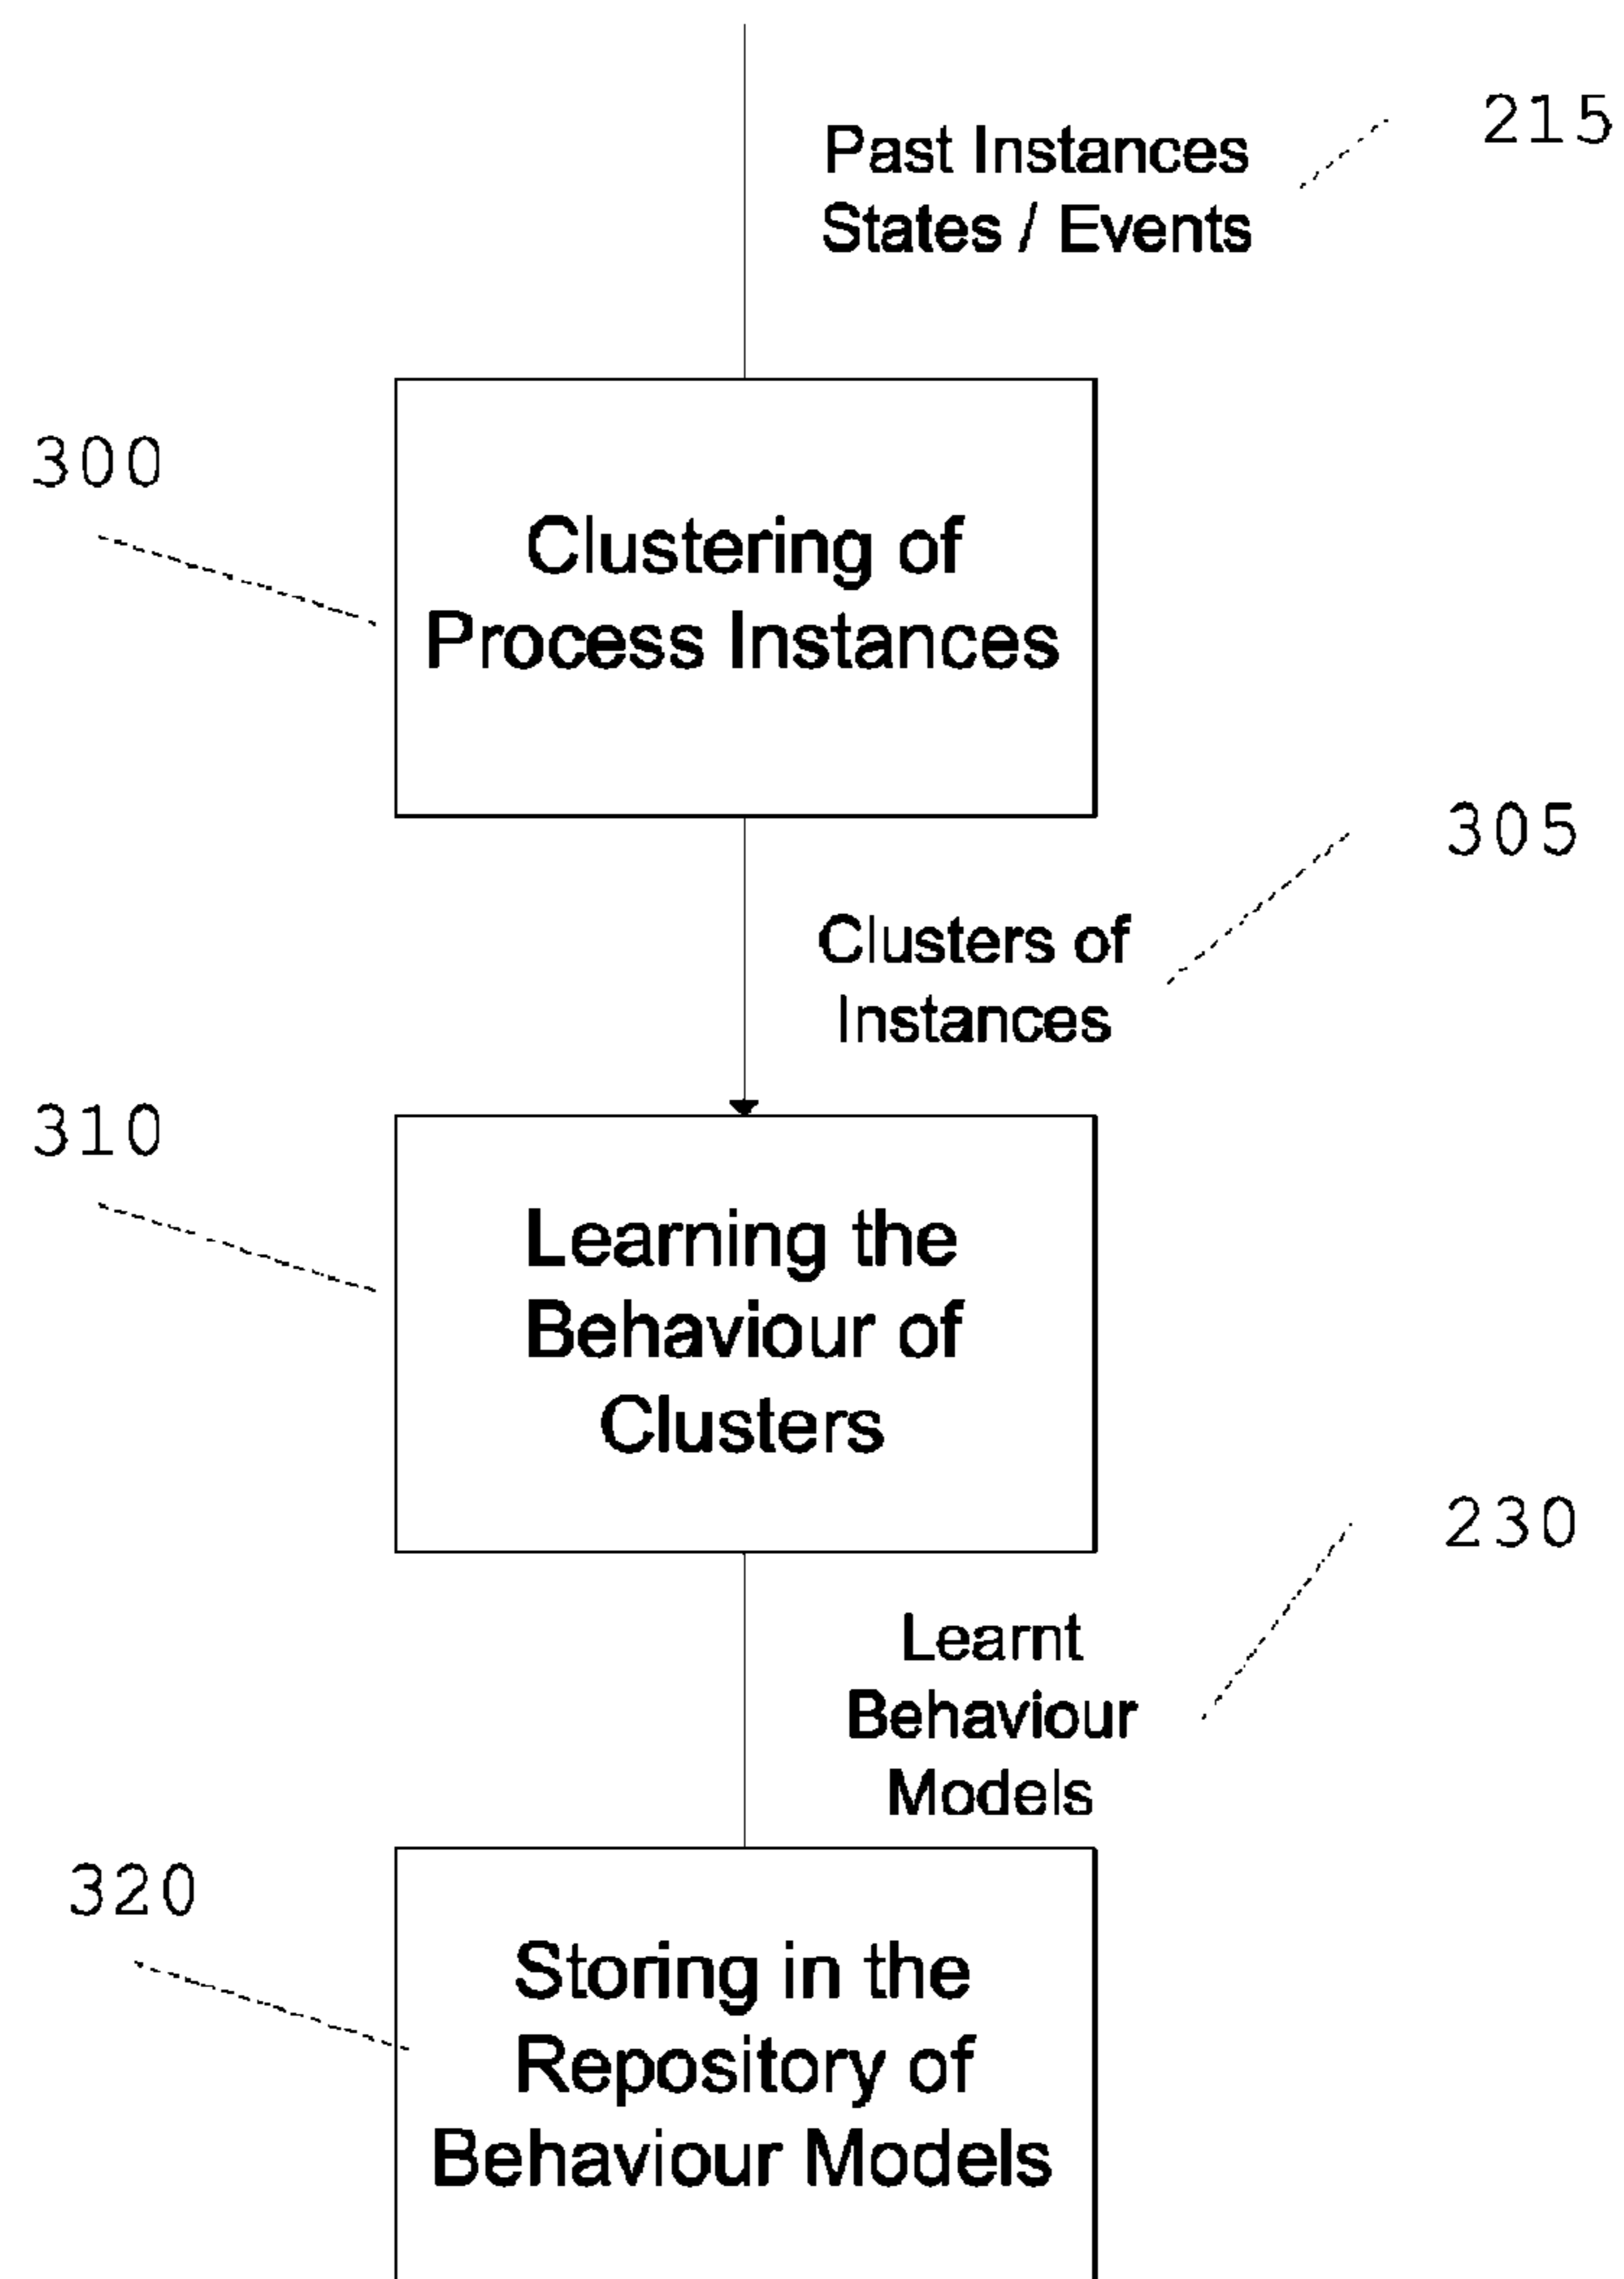 Past Instances
States / Events
215
300
Clustering of
Process Instances
305
Clusters of
Instances
310
Learning the
Behaviour of
Clusters
230
Learnt
Behaviour
Models
320
Storing in the
Repository of
Behaviour Models